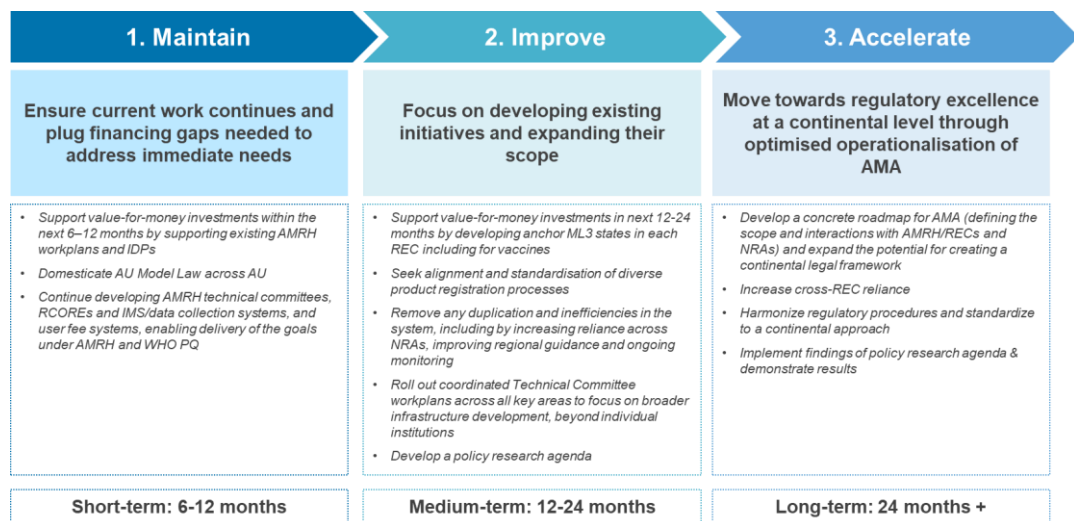 1. Maintain
2. Improve
3. Accelerate
Ensure current work continues and
plug financing gaps needed to
address immediate needs
Focus on developing existing
initiatives and expanding their
scope
Move towards regulatory excellence
at a continental level through
optimised operationalisation of
AMA
• Support value-for-money investments within the
next 6–12 months by supporting existing AMRH
workplans and IDPs
• Domesticate AU Model Law across AU
• Continue developing AMRH technical committees,
RCOREs and IMS/data collection systems, and
user fee systems, enabling delivery of the goals
under AMRH and WHO PQ
• Support value-for-money investments in next 12-24
months by developing anchor ML3 states in each
REC including for vaccines
• Seek alignment and standardisation of diverse
product registration processes
• Remove any duplication and inefficiencies in the
system, including by increasing reliance across
NRAs, improving regional guidance and ongoing
monitoring
• Roll out coordinated Technical Committee
workplans across all key areas to focus on broader
infrastructure development, beyond individual
institutions
• Develop a policy research agenda
• Develop a concrete roadmap for AMA (defining the
scope and interactions with AMRH/RECs and
NRAs) and expand the potential for creating a
continental legal framework
• Increase cross-REC reliance
• Harmonize regulatory procedures and standardize
to a continental approach
• Implement findings of policy research agenda &
demonstrate results
Short-term: 6-12 months
Medium-term: 12-24 months
Long-term: 24 months +